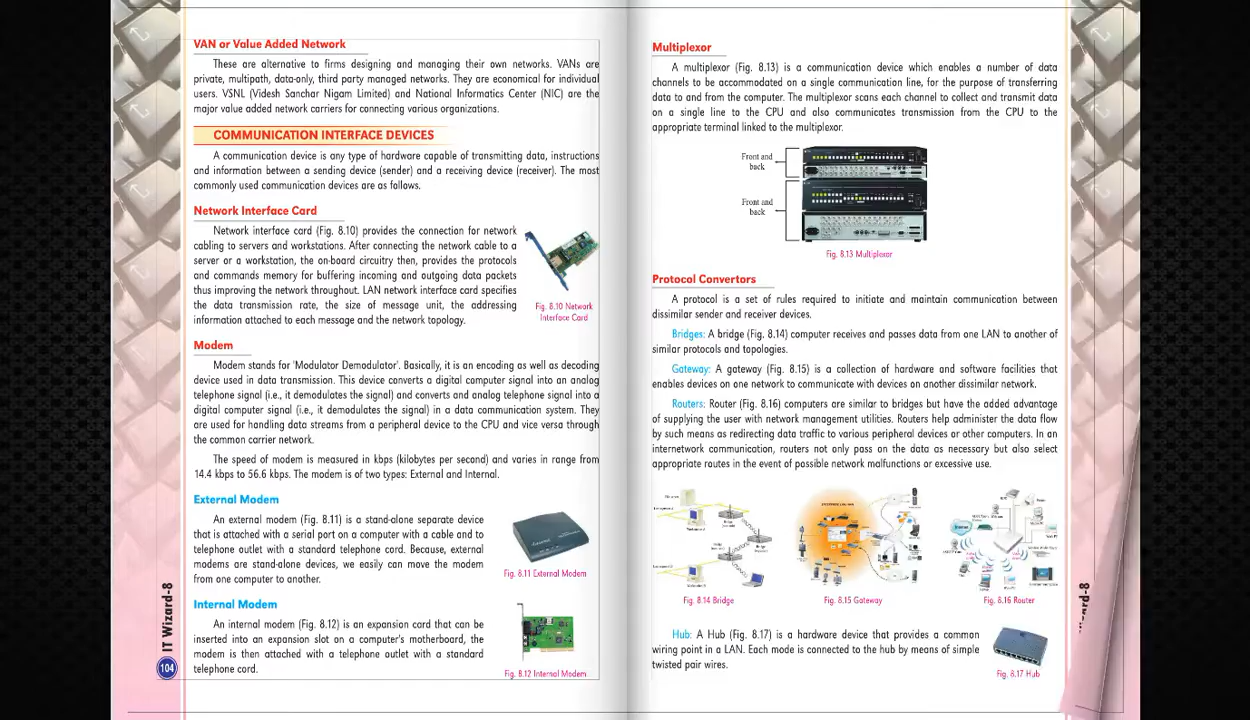 VAN or Value Added Network
These are alternative to firms designing and managing their own networks. VANs are
private, multipath, data-only, third party managed networks. They are economical for individual
users. VSNL (Videsh Sanchar Nigam Limited) and National Informatics Center (NIC) are the
major value added network carriers for connecting various organizations.
COMMUNICATION INTERFACE DEVICES
A communication device is any type of hardware capable of transmitting data, instructions
and information between a sending device (sender) and a receiving device (receiver). The most
commonly used communication devices are as follows.
Network Interface Card
Network interface card (Fig. 8.10) provides the connection for network
cabling to servers and workstations. After connecting the network cable to a
server or a workstation, the on-board circuitry then, provides the protocols
and commands memory for buffering incoming and outgoing data packets
thus improving the network throughout. LAN network interface card specifies
the data transmission rate, the size of message unit, the addressing
information attached to each message and the network topology.
Fig. 8.10 Network
Interface Card
Modem
Modem stands for 'Modulator Demodulator'. Basically, it is an encoding as well as decoding
device used in data transmission. This device converts a digital computer signal into an analog
telephone signal (i.e., it demodulates the signal) and converts and analog telephone signal into a
digital computer signal (i.e., it demodulates the signal) in a data communication system. They
are used for handling data streams from a peripheral device to the CPU and vice versa through
the common carrier network.
The speed of modem is measured in kbps (kilobytes per second) and varies in range from
14.4 kbps to 56.6 kbps. The modem is of two types: External and Internal.
External Modem
An external modem (Fig. 8.11) is a stand-alone separate device
that is attached with a serial port on a computer with a cable and to
telephone outlet with a standard telephone cord. Because, external
modems are stand-alone devices, we easily can move the modem
from one computer to another.
Fig. 8.11 External Modem
Internal Modem
An internal modem (Fig. 8.12) is an expansion card that can be
inserted into an expansion slot on a computer's motherboard, the
modem is then attached with a telephone outlet with a standard
telephone cord.
Fig. 8.12 Internal Modem
IT Wizard-8
104
Multiplexor
A multiplexor (Fig. 8.13) is a communication device which enables a number of data
channels to be accommodated on a single communication line, for the purpose of transferring
data to and from the computer. The multiplexor scans each channel to collect and transmit data
on a single line to the CPU and also communicates transmission from the CPU to the
appropriate terminal linked to the multiplexor.
Front and
back
Front and
back
Fig. 8.13 Multiplexor
Protocol Convertors
A protocol is a set of rules required to initiate and maintain communication between
dissimilar sender and receiver devices.
Bridges: A bridge (Fig. 8.14) computer receives and passes data from one LAN to another of
similar protocols and topologies.
Gateway: A gateway (Fig. 8.15) is a collection of hardware and software facilities that
enables devices on one network to communicate with devices on another dissimilar network.
Routers: Router (Fig. 8.16) computers are similar to bridges but have the added advantage
of supplying the user with network management utilities. Routers help administer the data flow
by such means as redirecting data traffic to various peripheral devices or other computers. In an
internetwork communication, routers not only pass on the data as necessary but also select
appropriate routes in the event of possible network malfunctions or excessive use.
Fig. 8.14 Bridge
Fig. 8.15 Gateway
Fig. 8.16 Router
Hub: A Hub (Fig. 8.17) is a hardware device that provides a common
wiring point in a LAN. Each mode is connected to the hub by means of simple
twisted pair wires.
Fig. 8.17 Hub